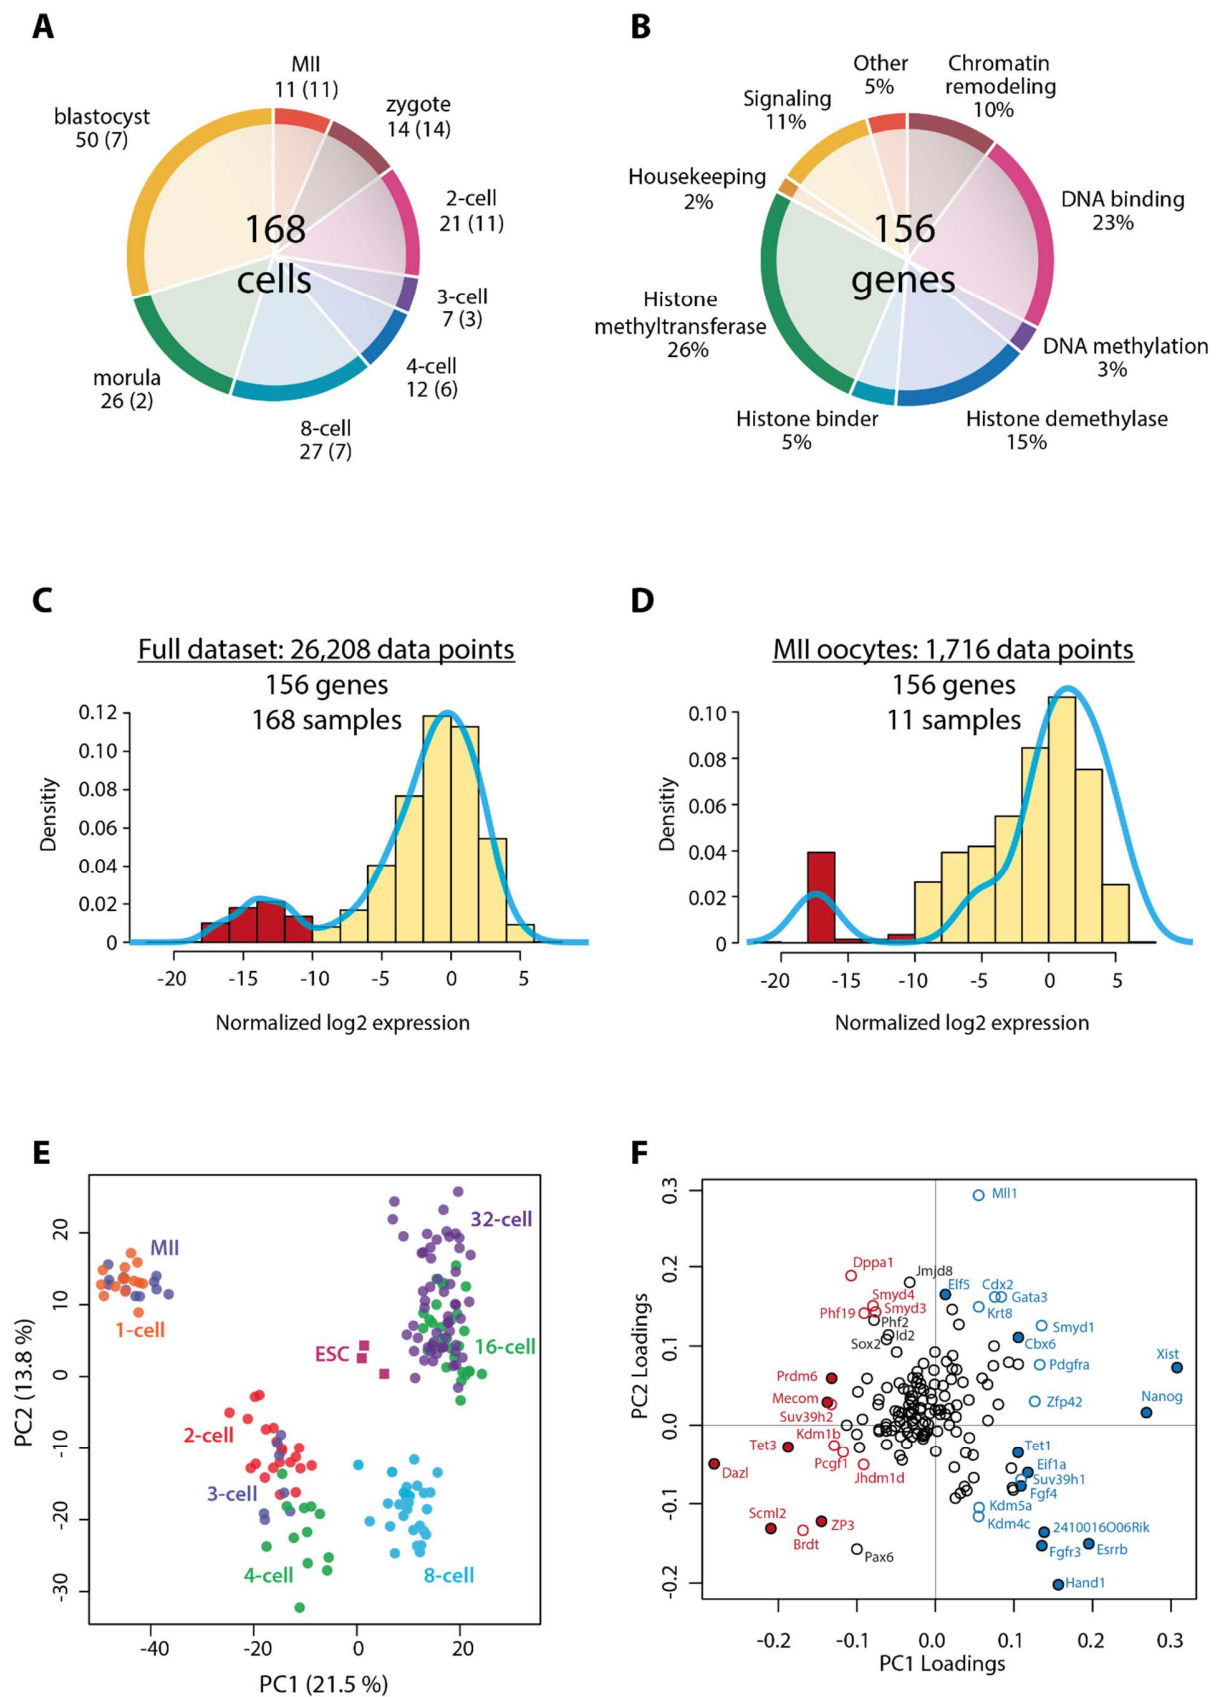 A
MII
11 (11)
zygote
14 (14)
2-cell
21 (11)
3-cell
7 (3)
4-cell
12 (6)
8-cell
27 (7)
morula
26 (2)
blastocyst
50 (7)
168
cells
B
Other
5%
Chromatin
remodeling
10%
DNA binding
23%
DNA methylation
3%
Histone demethylase
15%
Histone binder
5%
Histone
methyltransferase
26%
Housekeeping
2%
Signaling
11%
156
genes
C
Full dataset: 26,208 data points
156 genes
168 samples
Densitiy
0.12
0.10
0.08
0.06
0.04
0.02
0
-20 -15 -10 -5 0 5
Normalized log2 expression
D
MII oocytes: 1,716 data points
156 genes
11 samples
Densitiy
0.10
0.08
0.06
0.04
0.02
0
-20 -15 -10 -5 0 5
Normalized log2 expression
E
PC2 (13.8 %)
20
10
0
-10
-20
-30
MII
1-cell
32-cell
16-cell
ESC
2-cell
3-cell
4-cell
8-cell
-40 -20 0 20
PC1 (21.5 %)
F
PC2 Loadings
0.3
0.2
0.1
0.0
-0.1
-0.2
Mll1
Dppa1
Jmjd8
Elf5
Cdx2
Smyd4
Gata3
Phf19
Smyd3
Krt8
Phf2
Smyd1
Id2
Sox2
Cbx6
Xist
Pdgfra
Prdm6
Mecom
Zfp42
Nanog
Suv39h2
Kdm1b
Tet3
Tet1
Pcgf1
Dazl
Jhdm1d
Eif1a
Suv39h1
Fgf4
Kdm5a
Scml2
ZP3
Kdm4c
2410016O06Rik
Brdt
Pax6
Fgfr3
Esrrb
Hand1
-0.2 -0.1 0.0 0.1 0.2 0.3
PC1 Loadings